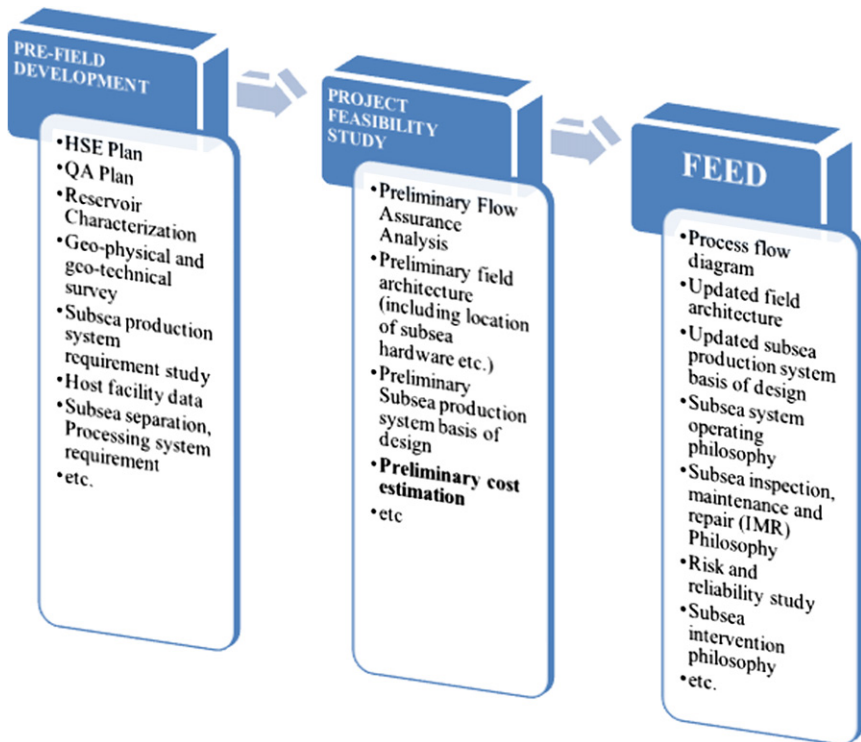 PRE-FIELD
DEVELOPMENT
•HSE Plan
•QA Plan
•Reservoir
Characterization
•Geo-physical and
geo-technical
survey
•Subsea production
system
requirement study
•Host facility data
•Subsea separation,
Processing system
requirement
•etc.
PROJECT
FEASIBILITY
STUDY
•Preliminary Flow
Assurance
Analysis
•Preliminary field
architecture
(including location
of subsea
hardware etc.)
•Preliminary
Subsea production
system basis of
design
•Preliminary cost
estimation
•etc
FEED
•Process flow
diagram
•Updated field
architecture
•Updated subsea
production system
basis of design
•Subsea system
operating
philosophy
•Subsea inspection,
maintenance and
repair (IMR)
Philosophy
•Risk and
reliability study
•Subsea
intervention
philosophy
•etc.